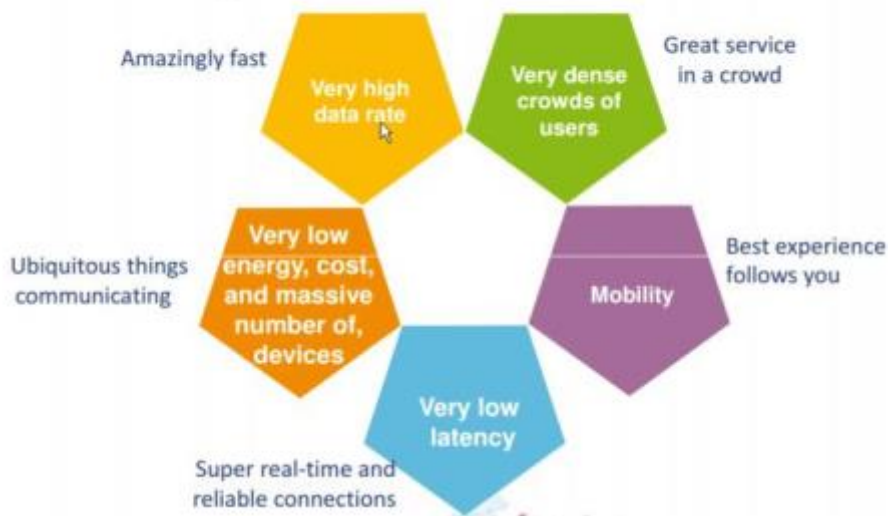 Amazingly fast
Very high
data rate
Very dense
crowds of
users
Great service
in a crowd
Ubiquitous things
communicating
Very low
energy, cost,
and massive
number of,
devices
Mobility
Best experience
follows you
Very low
latency
Super real-time and
reliable connections